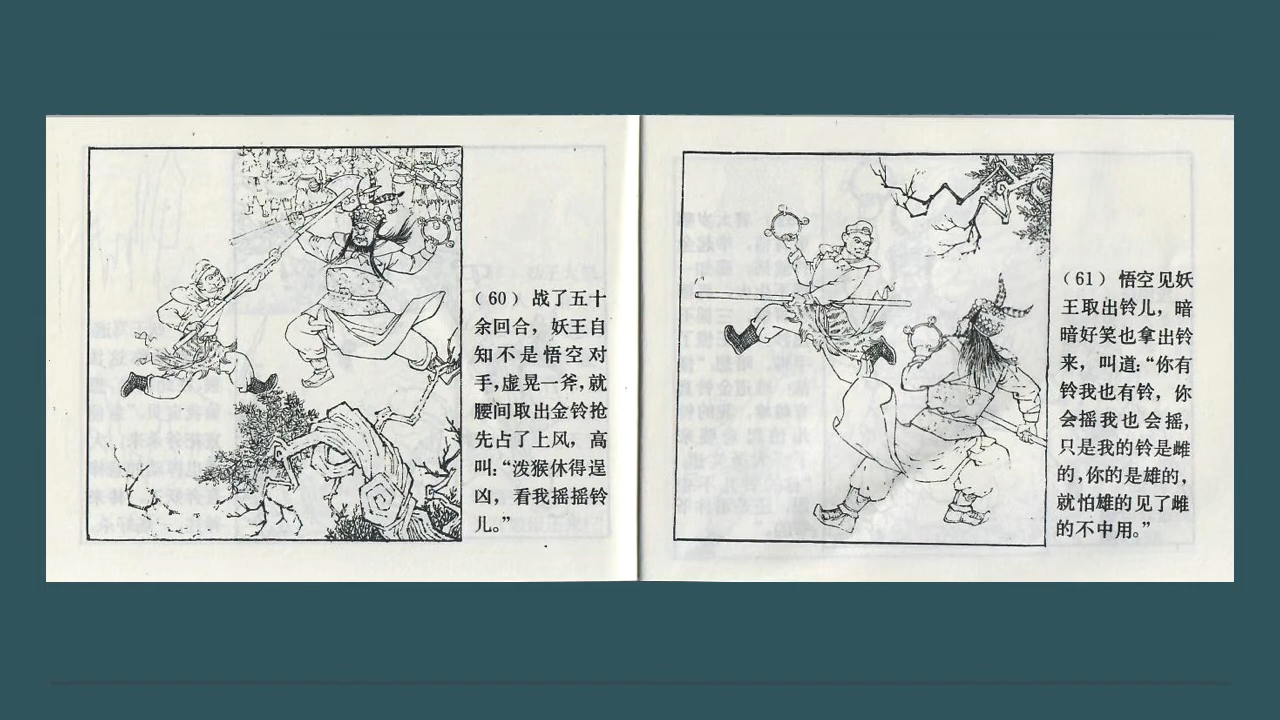 （60）战了五十
余回合，妖王自
知不是悟空对
手，虚晃一斧，就
腰间取出金铃抢
先占了上风，高
叫：“泼猴休得逞
凶，看我摇摇铃
儿。”
（61）悟空见妖
王取出铃儿，暗
暗好笑也拿出铃
来，叫道：“你有
铃我也有铃，你
会摇我也会摇，
只是我的铃是雌
的，你的是雄的，
就怕雄的见了雌
的不中用。”